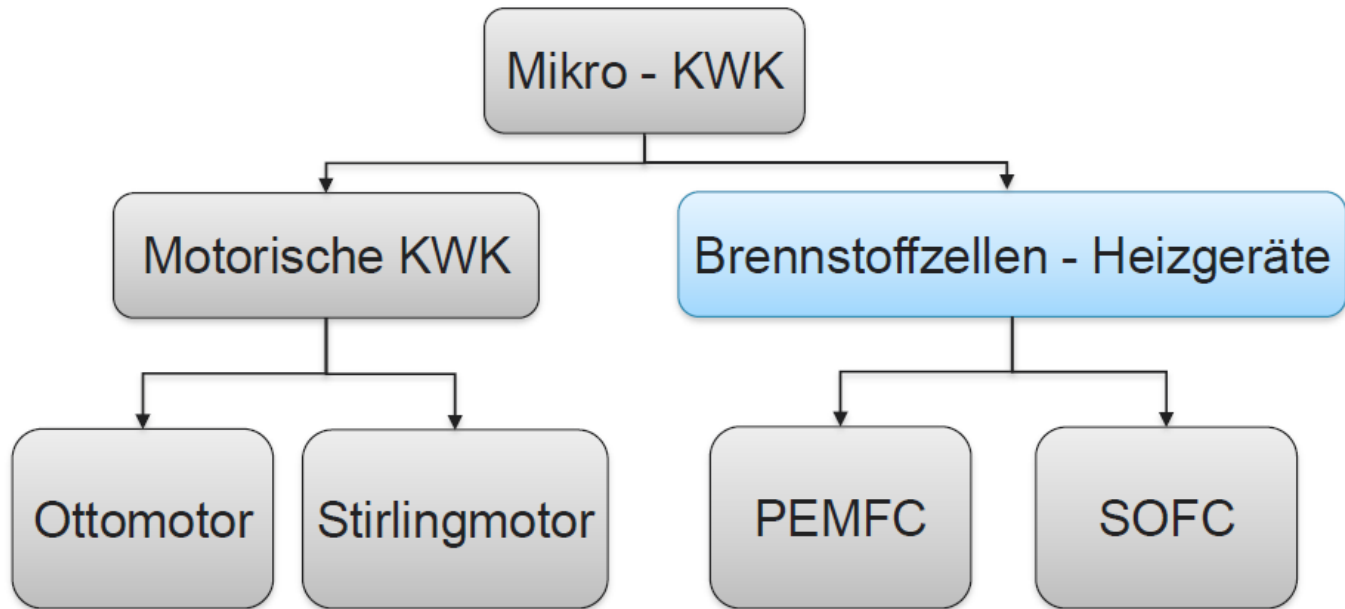 Mikro - KWK
Motorische KWK
Brennstoffzellen - Heizgeräte
Ottomotor
Stirlingmotor
PEMFC
SOFC